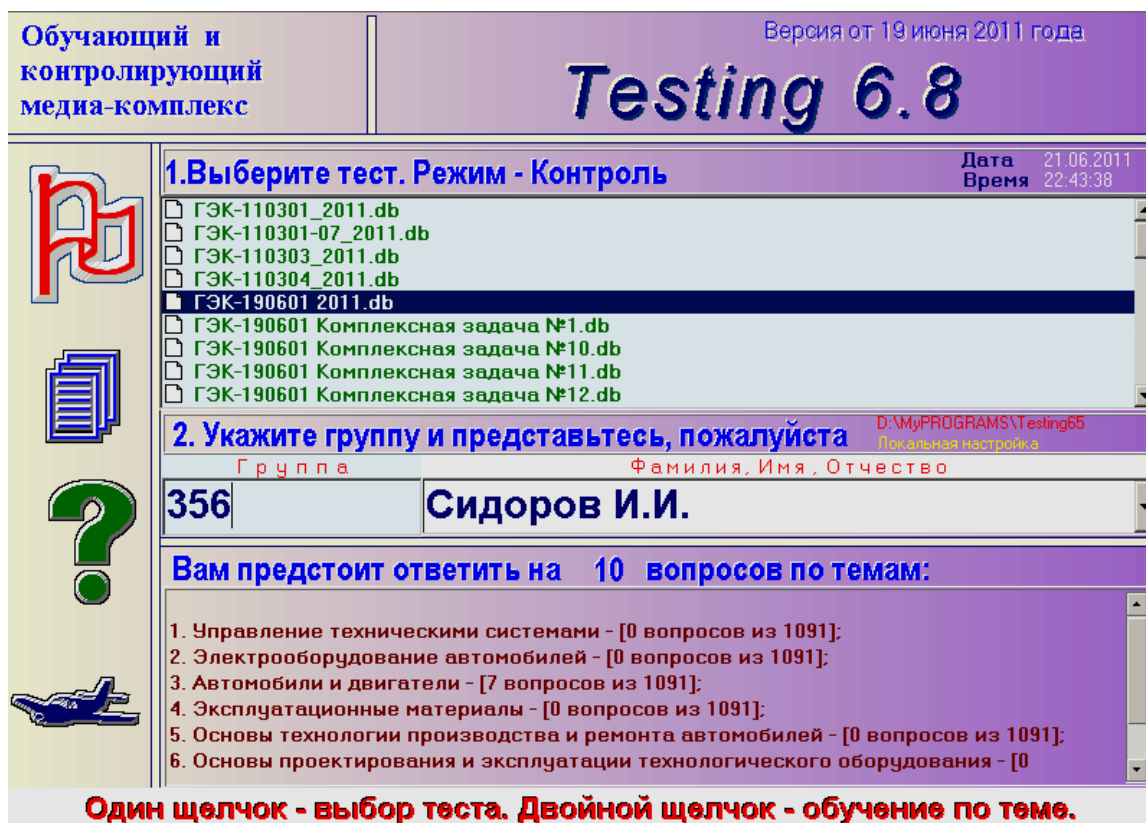 Обучающий и
контролирующий
медиа-комплекс
Версия от 19 июня 2011 года
Testing 6.8
1.Выберите тест. Режим - Контроль
Дата 21.06.2011
Время 22:43:38
ГЭК-110301_2011.db
ГЭК-110301-07_2011.db
ГЭК-110303_2011.db
ГЭК-110304_2011.db
ГЭК-190601 2011.db
ГЭК-190601 Комплексная задача №1.db
ГЭК-190601 Комплексная задача №10.db
ГЭК-190601 Комплексная задача №11.db
ГЭК-190601 Комплексная задача №12.db
2. Укажите группу и представьтесь, пожалуйста
D:\MyPROGRAMS\Testing65
Локальная настройка
Группа Фамилия, Имя, Отчество
356 Сидоров И.И.
Вам предстоит ответить на 10 вопросов по темам:
1. Управление техническими системами - [0 вопросов из 1091];
2. Электрооборудование автомобилей - [0 вопросов из 1091];
3. Автомобили и двигатели - [7 вопросов из 1091];
4. Эксплуатационные материалы - [0 вопросов из 1091];
5. Основы технологии производства и ремонта автомобилей - [0 вопросов из 1091];
6. Основы проектирования и эксплуатации технологического оборудования - [0
Один щелчок - выбор теста. Двойной щелчок - обучение по теме.